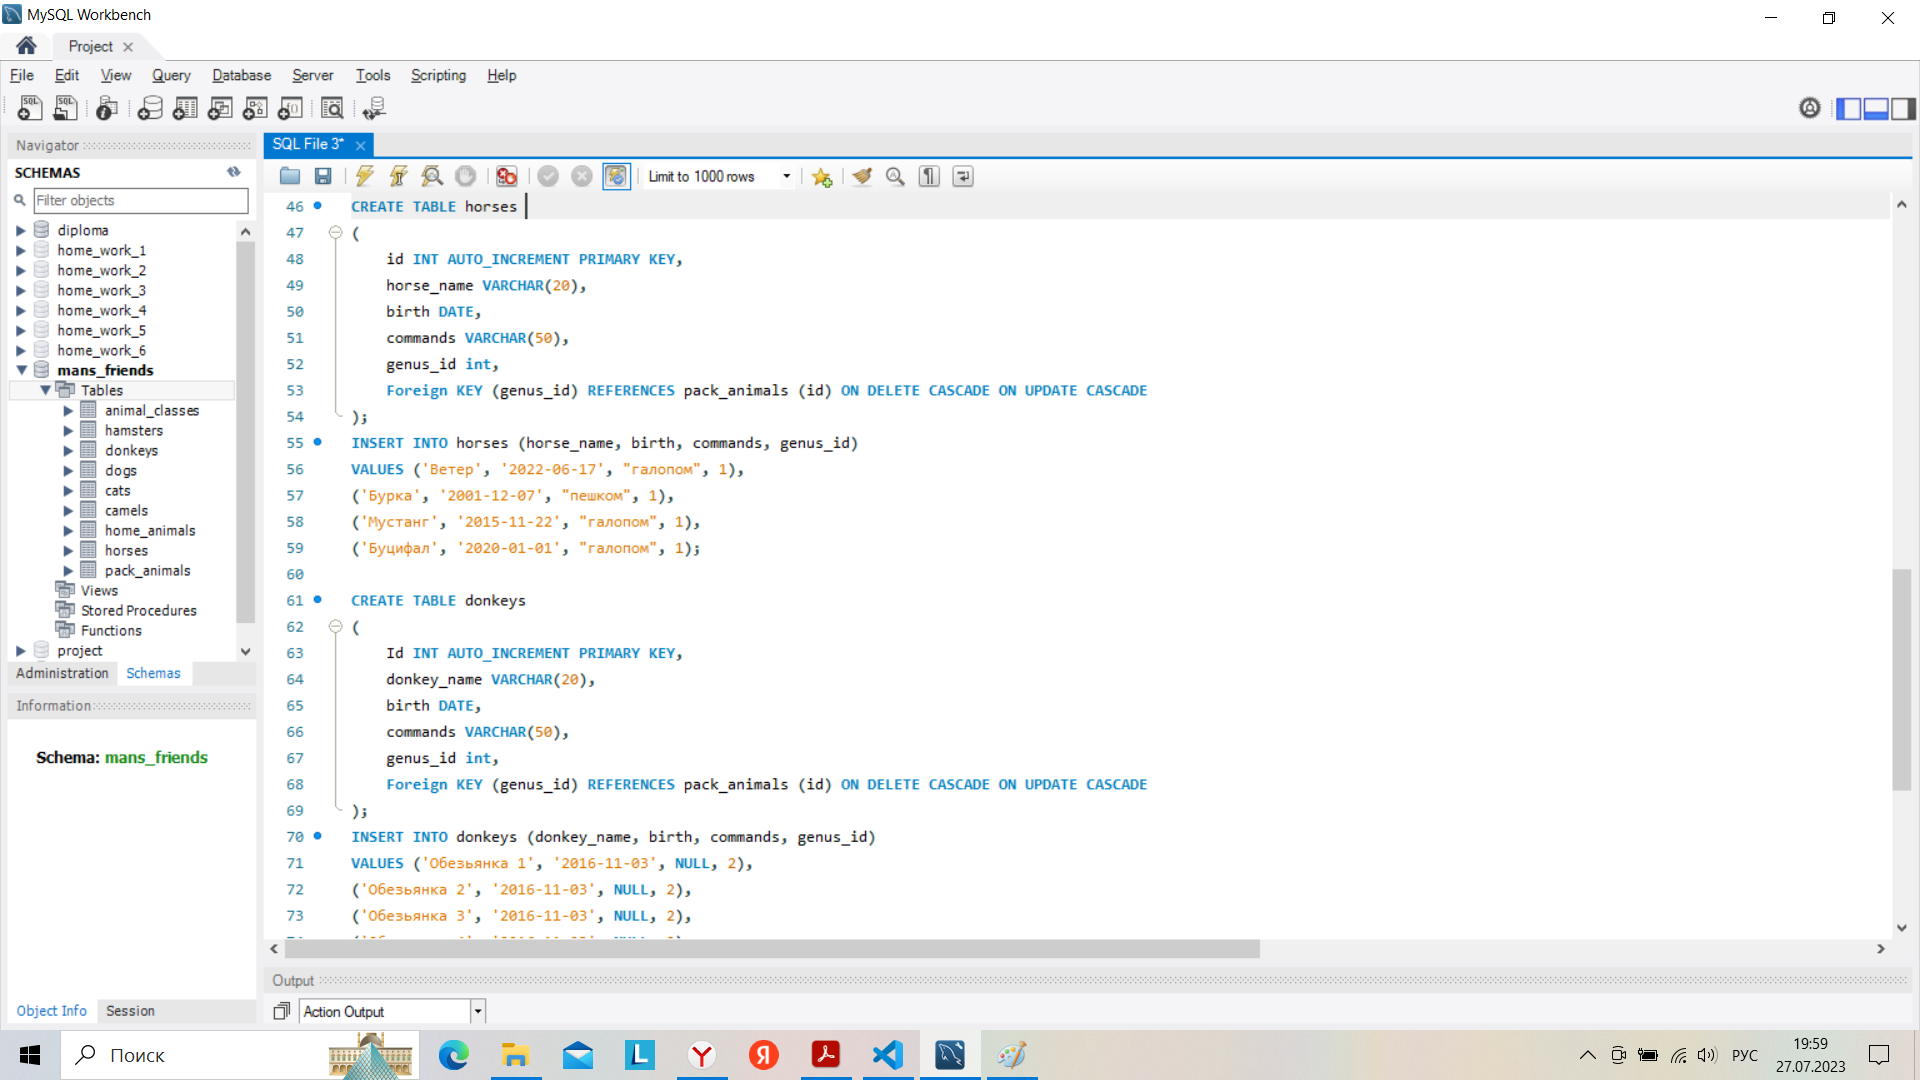 MySQL Workbench
Project
File Edit View Query Database Server Tools Scripting Help
Navigator
SCHEMAS
Filter objects
diploma
home_work_1
home_work_2
home_work_3
home_work_4
home_work_5
home_work_6
mans_friends
Tables
animal_classes
hamsters
donkeys
dogs
cats
camels
home_animals
horses
pack_animals
Views
Stored Procedures
Functions
project
Administration Schemas
Information
Schema: mans_friends
Object Info Session
SQL File 3*
Limit to 1000 rows
46 CREATE TABLE horses
47 (
48 id INT AUTO_INCREMENT PRIMARY KEY,
49 horse_name VARCHAR(20),
50 birth DATE,
51 commands VARCHAR(50),
52 genus_id int,
53 Foreign KEY (genus_id) REFERENCES pack_animals (id) ON DELETE CASCADE ON UPDATE CASCADE
54 );
55 INSERT INTO horses (horse_name, birth, commands, genus_id)
56 VALUES ('Ветер', '2022-06-17', "галопом", 1),
57 ('Бурка', '2001-12-07', "пешком", 1),
58 ('Мустанг', '2015-11-22', "галопом", 1),
59 ('Буцифал', '2020-01-01', "галопом", 1);
60
61 CREATE TABLE donkeys
62 (
63 Id INT AUTO_INCREMENT PRIMARY KEY,
64 donkey_name VARCHAR(20),
65 birth DATE,
66 commands VARCHAR(50),
67 genus_id int,
68 Foreign KEY (genus_id) REFERENCES pack_animals (id) ON DELETE CASCADE ON UPDATE CASCADE
69 );
70 INSERT INTO donkeys (donkey_name, birth, commands, genus_id)
71 VALUES ('Обезьянка 1', '2016-11-03', NULL, 2),
72 ('Обезьянка 2', '2016-11-03', NULL, 2),
73 ('Обезьянка 3', '2016-11-03', NULL, 2),
Output
Action Output
Поиск
РУС
19:59
27.07.2023